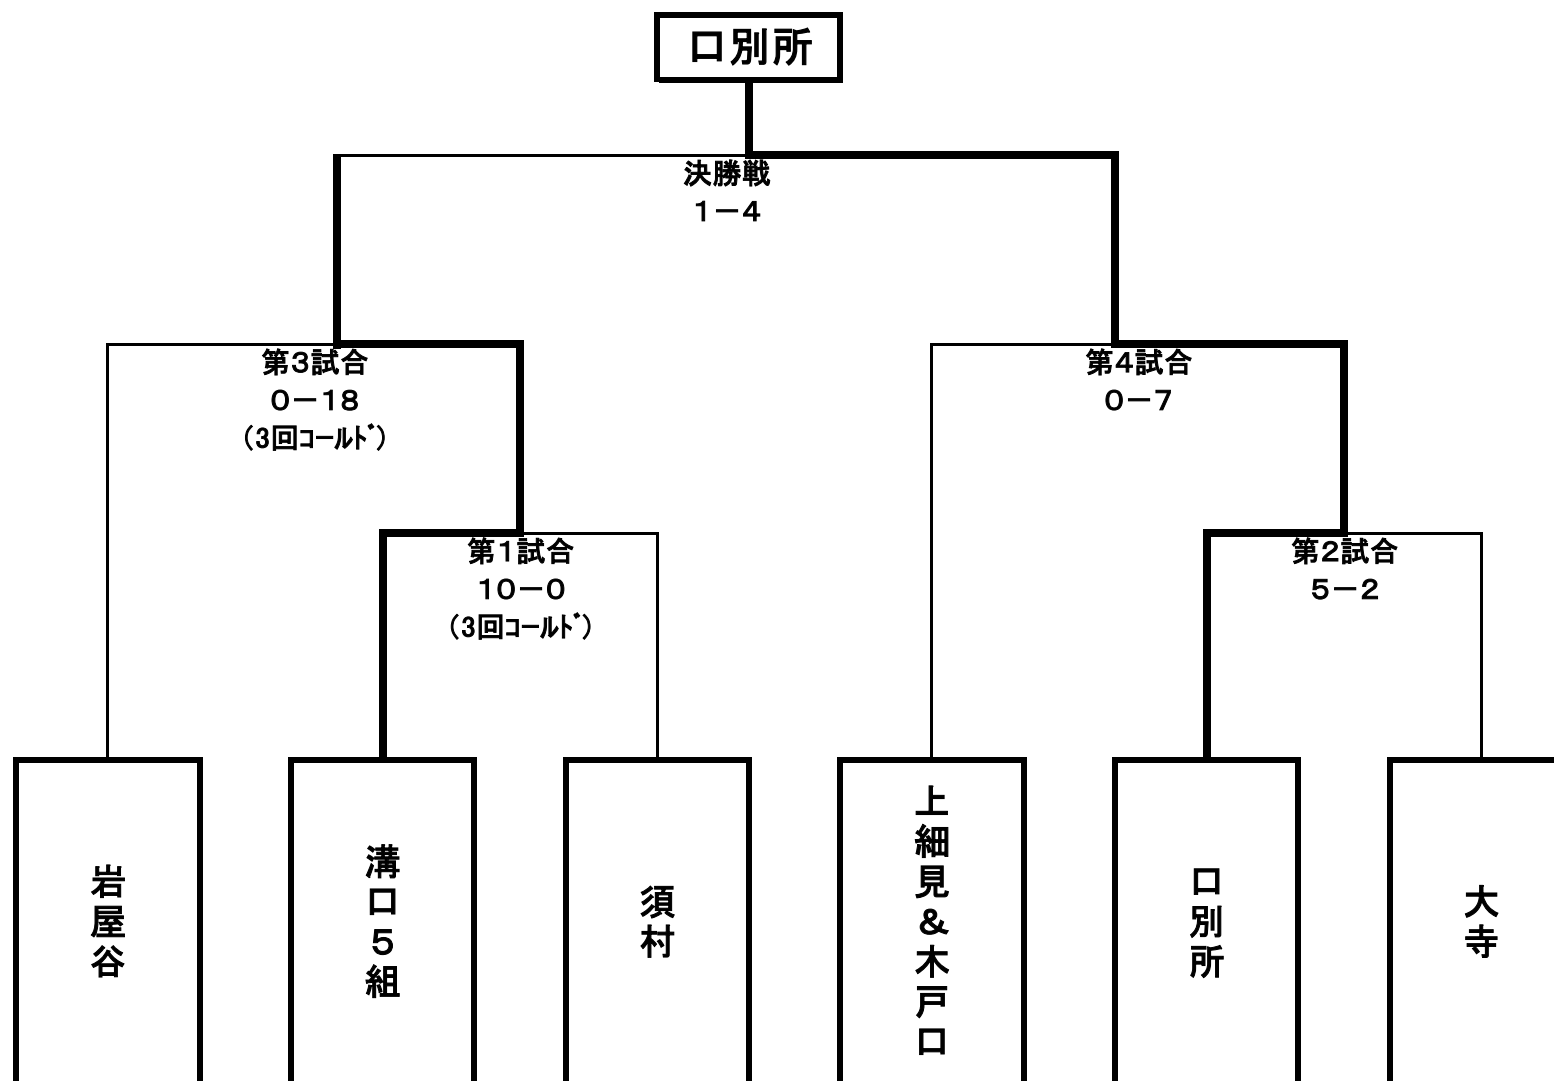 口別所
決勝戦
１－４
第３試合
０－１８
（３回ｺｰﾙﾄﾞ）
第４試合
０－７
第１試合
１０－０
（３回ｺｰﾙﾄﾞ）
第２試合
５－２
岩屋谷
溝口５組
須村
上細見＆木戸口
口別所
大寺